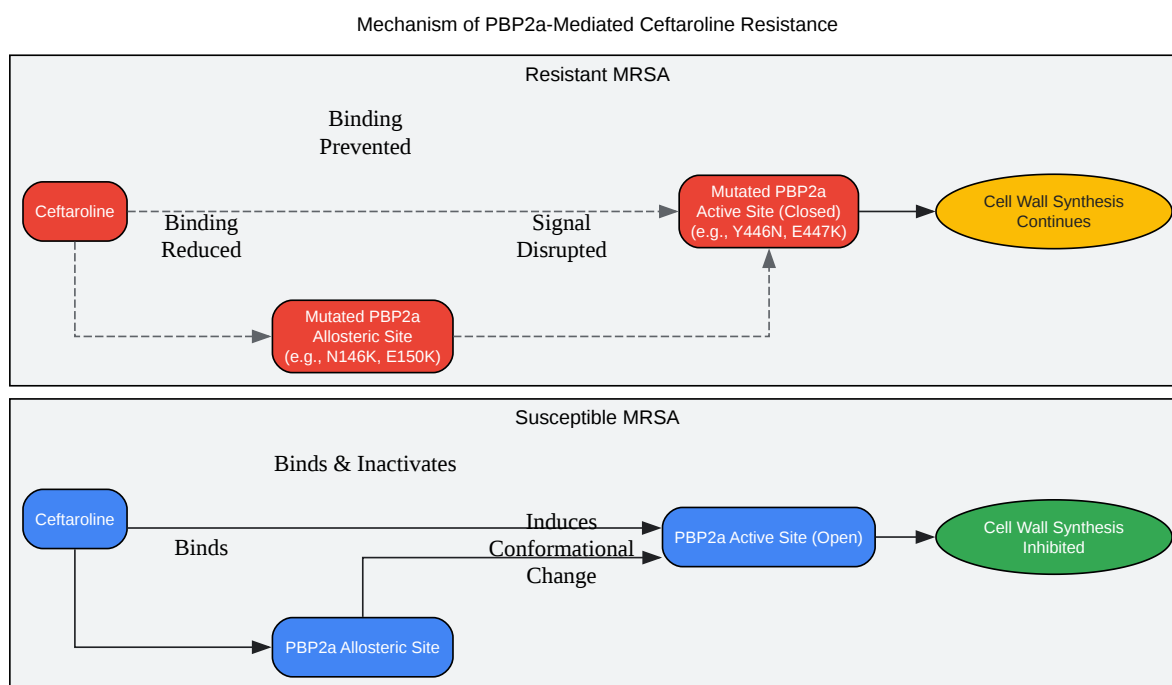 Mechanism of PBP2a-Mediated Ceftaroline Resistance
Resistant MRSA
Binding
Prevented
Ceftaroline
Binding
Reduced
Signal
Disrupted
Mutated PBP2a
Active Site (Closed)
(e.g., Y446N, E447K)
Cell Wall Synthesis
Continues
Mutated PBP2a
Allosteric Site
(e.g., N146K, E150K)
Susceptible MRSA
Binds & Inactivates
Ceftaroline
Binds
Induces
Conformational
Change
PBP2a Active Site (Open)
Cell Wall Synthesis
Inhibited
PBP2a Allosteric Site